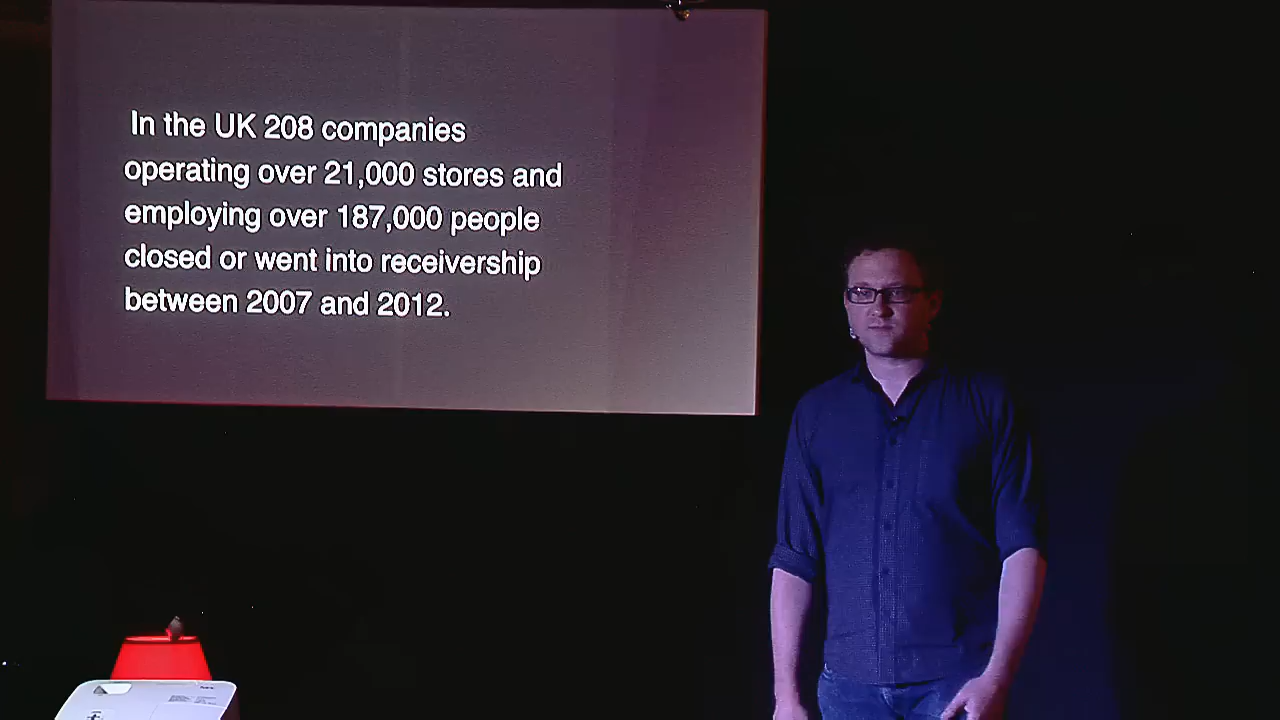 In the UK 208 companies
operating over 21,000 stores and
employing over 187,000 people
closed or went into receivership
between 2007 and 2012.